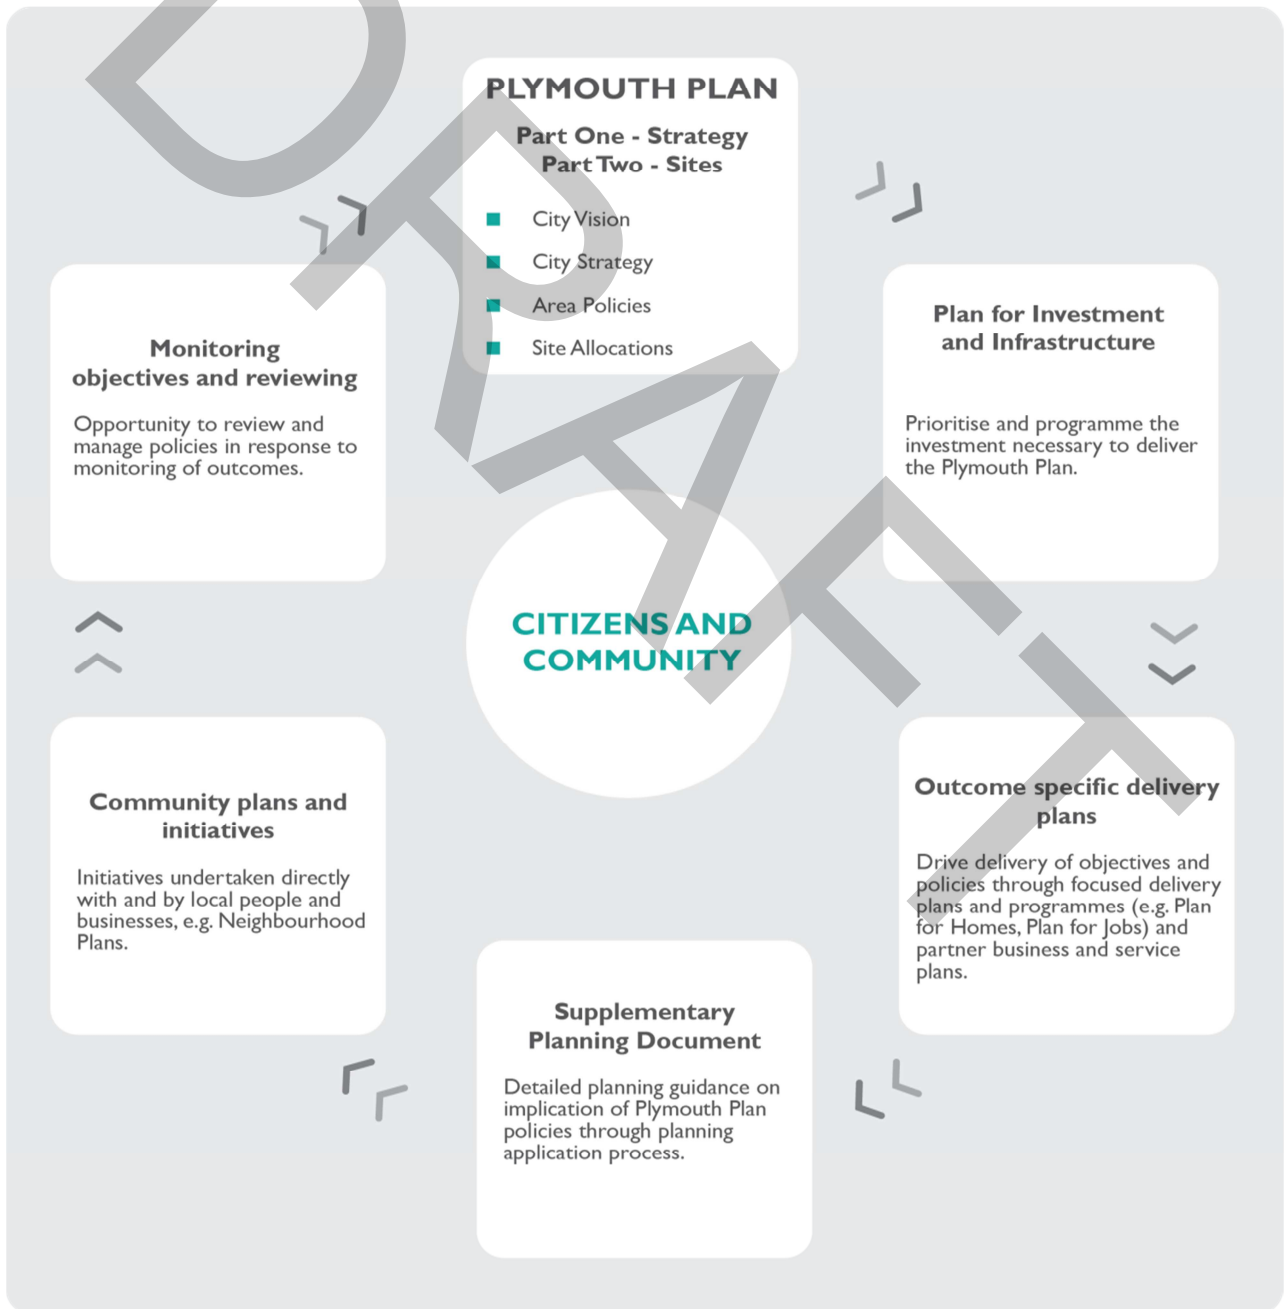 PLYMOUTH PLAN
Part One - Strategy
Part Two - Sites
City Vision
City Strategy
Area Policies
Site Allocations
Plan for Investment
and Infrastructure
Prioritise and programme the
investment necessary to deliver
the Plymouth Plan.
Outcome specific delivery
plans
Drive delivery of objectives and
policies through focused delivery
plans and programmes (e.g. Plan
for Homes, Plan for Jobs) and
partner business and service
plans.
Supplementary
Planning Document
Detailed planning guidance on
implication of Plymouth Plan
policies through planning
application process.
Community plans and
initiatives
Initiatives undertaken directly
with and by local people and
businesses, e.g. Neighbourhood
Plans.
Monitoring
objectives and reviewing
Opportunity to review and
manage policies in response to
monitoring of outcomes.
CITIZENS AND
COMMUNITY
DRAFT